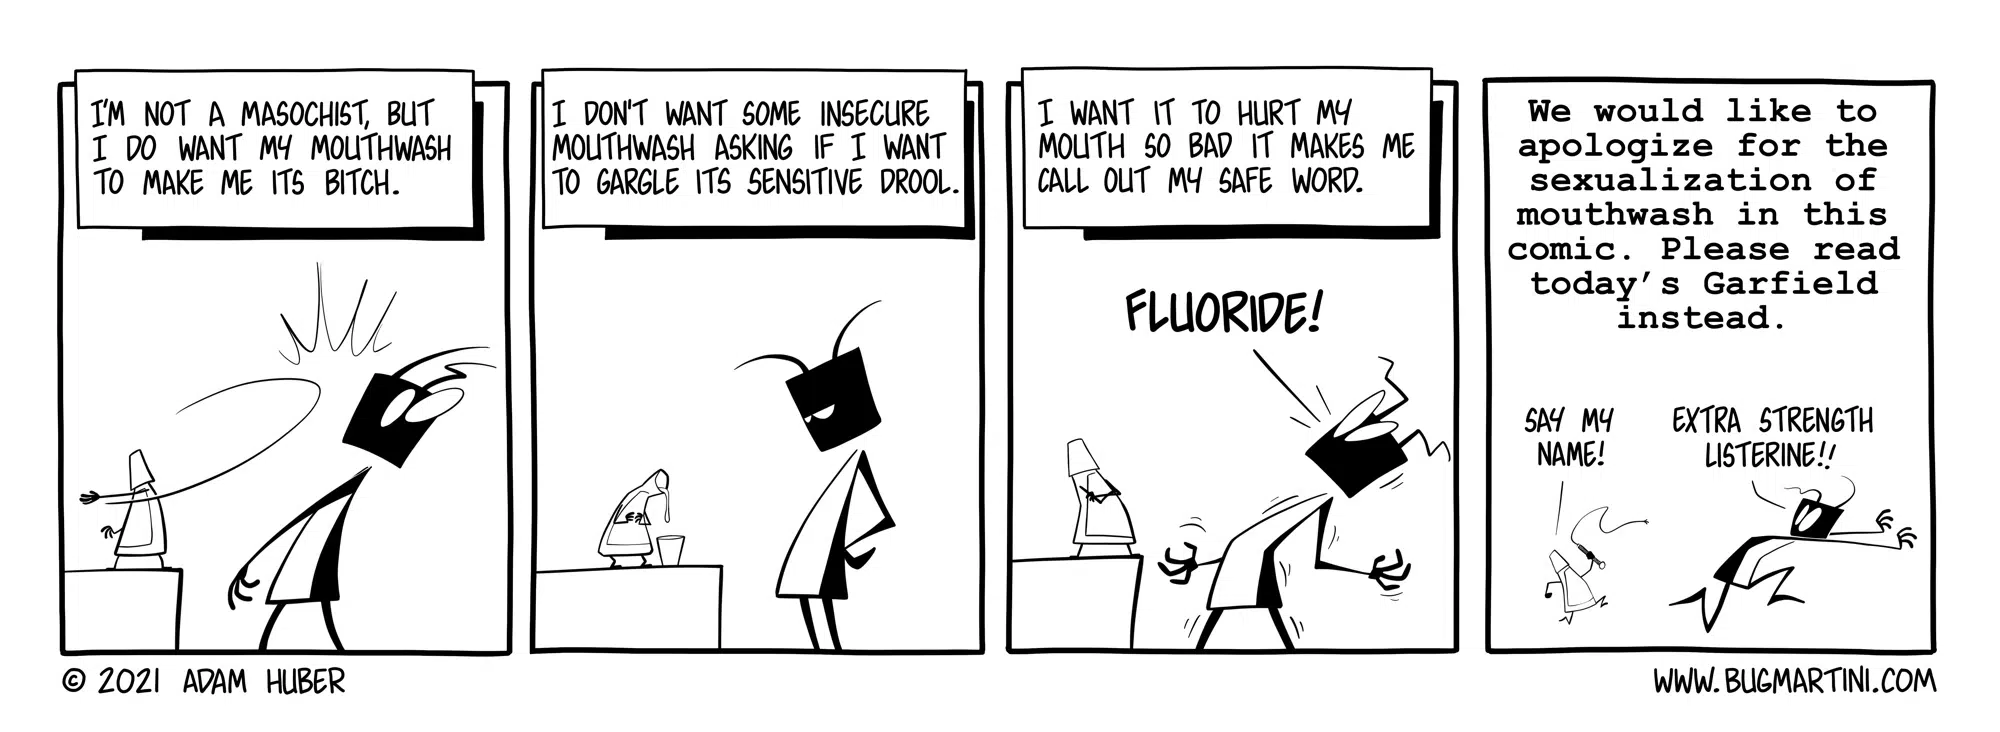 I'M NOT A MASOCHIST, BUT
I DO WANT MY MOUTHWASH
TO MAKE ME ITS BITCH.
I DON'T WANT SOME INSECURE
MOUTHWASH ASKING IF I WANT
TO GARGLE ITS SENSITIVE DROOL.
I WANT IT TO HURT MY
MOUTH SO BAD IT MAKES ME
CALL OUT MY SAFE WORD.
FLUORIDE!
We would like to
apologize for the
sexualization of
mouthwash in this
comic. Please read
today's Garfield
instead.
SAY MY
NAME!
EXTRA STRENGTH
LISTERINE!!
© 2021 ADAM HUBER
WWW.BUGMARTINI.COM